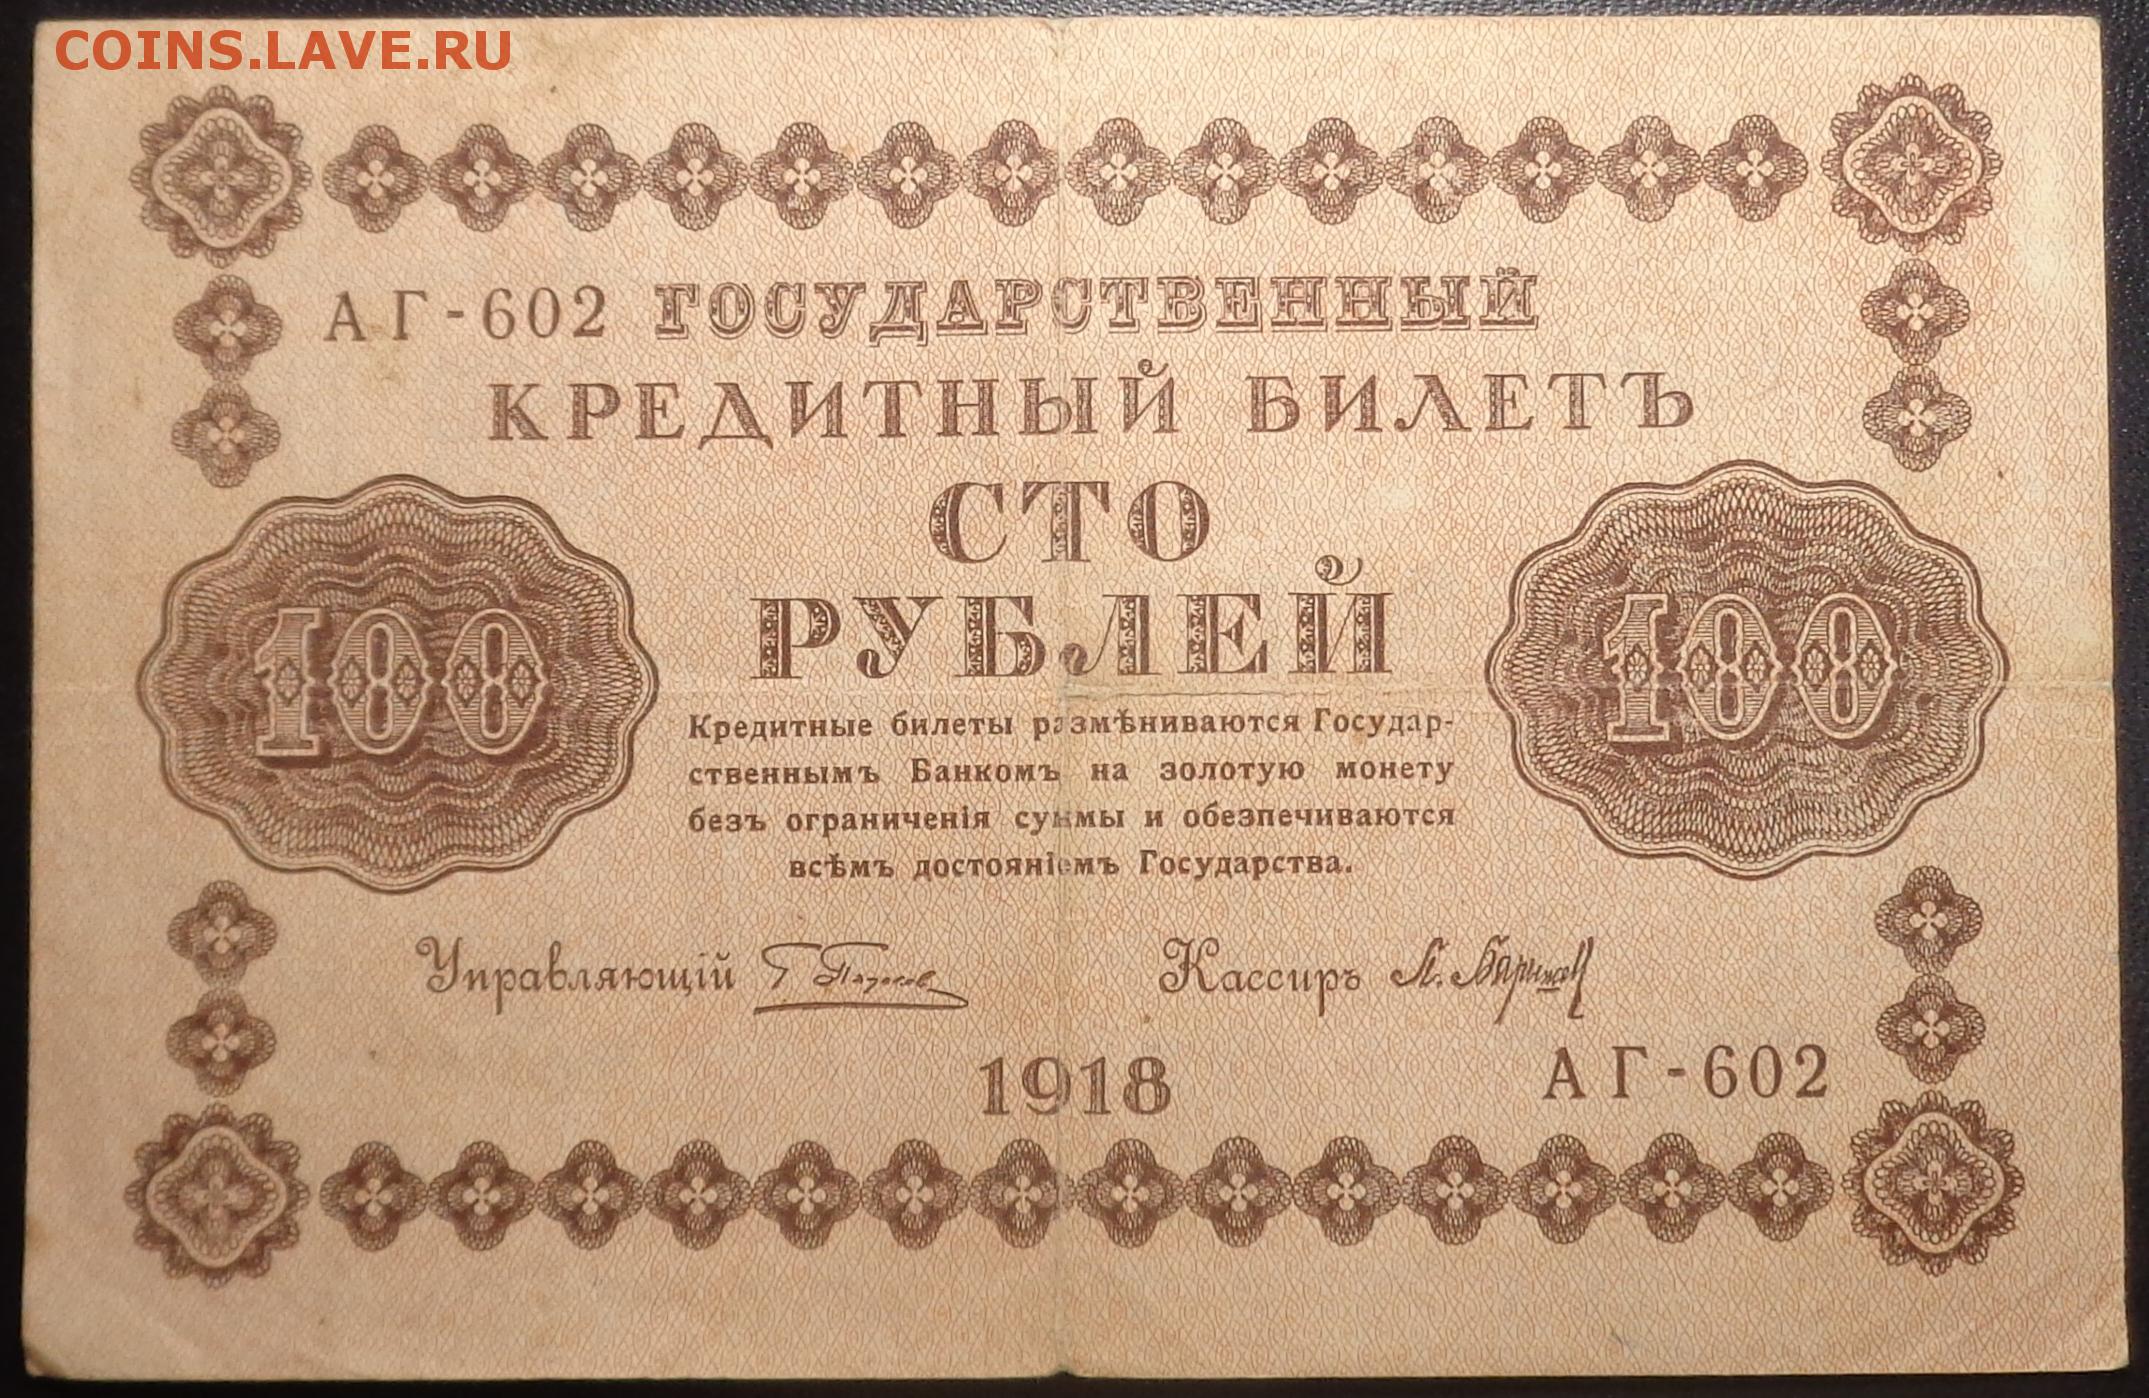 COINS.LAVE.RU
АГ-602 ГОСУДАРСТВЕННЫЙ
КРЕДИТНЫЙ БИЛЕТЪ
СТО
РУБЛЕЙ
100
100
Кредитные билеты размѣниваются Государ-
ственнымъ Банкомъ на золотую монету
безъ ограниченія суммы и обезпечиваются
всѣмъ достояніемъ Государства.
Управляющій Г. Пятаков
Кассиръ
1918
АГ-602